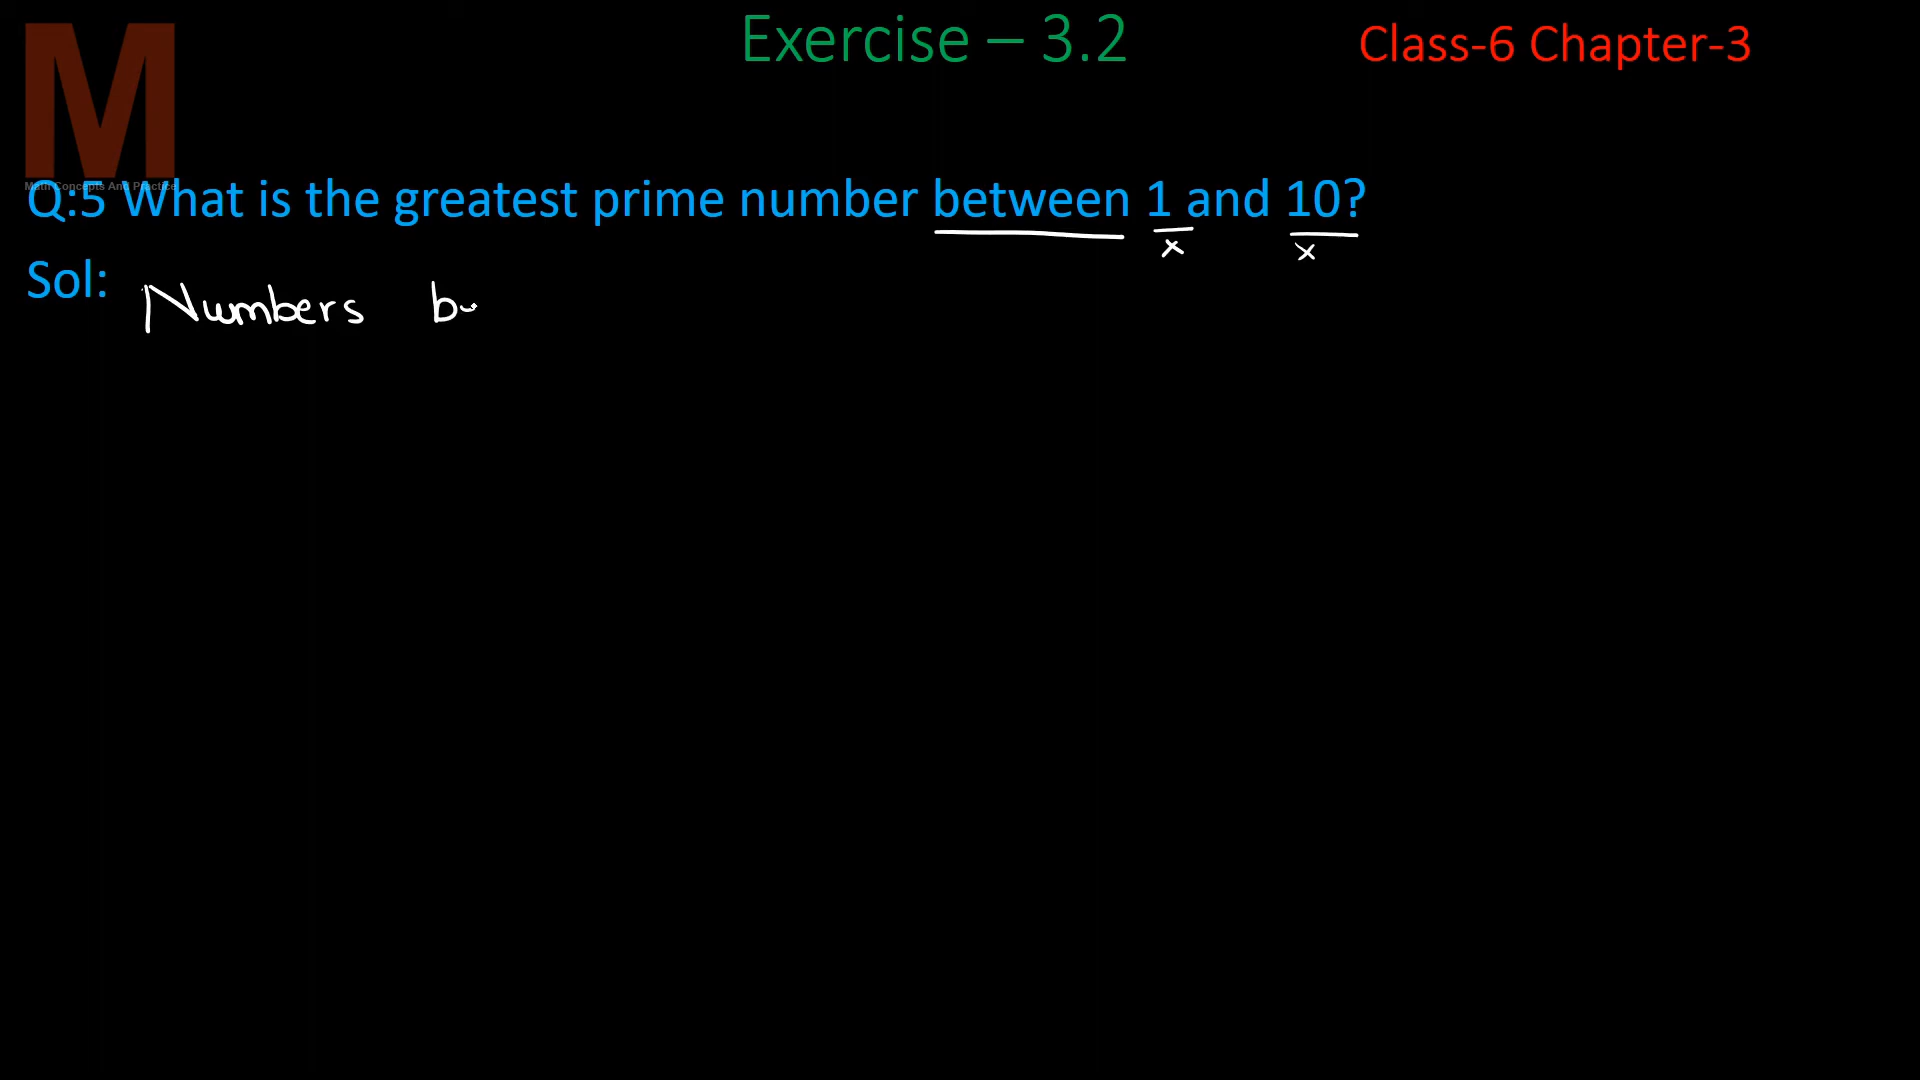 Exercise – 3.2
Class-6 Chapter-3
M
Math Concepts And Practice
Q:5 What is the greatest prime number between 1 and 10?
x x
Sol: Numbers